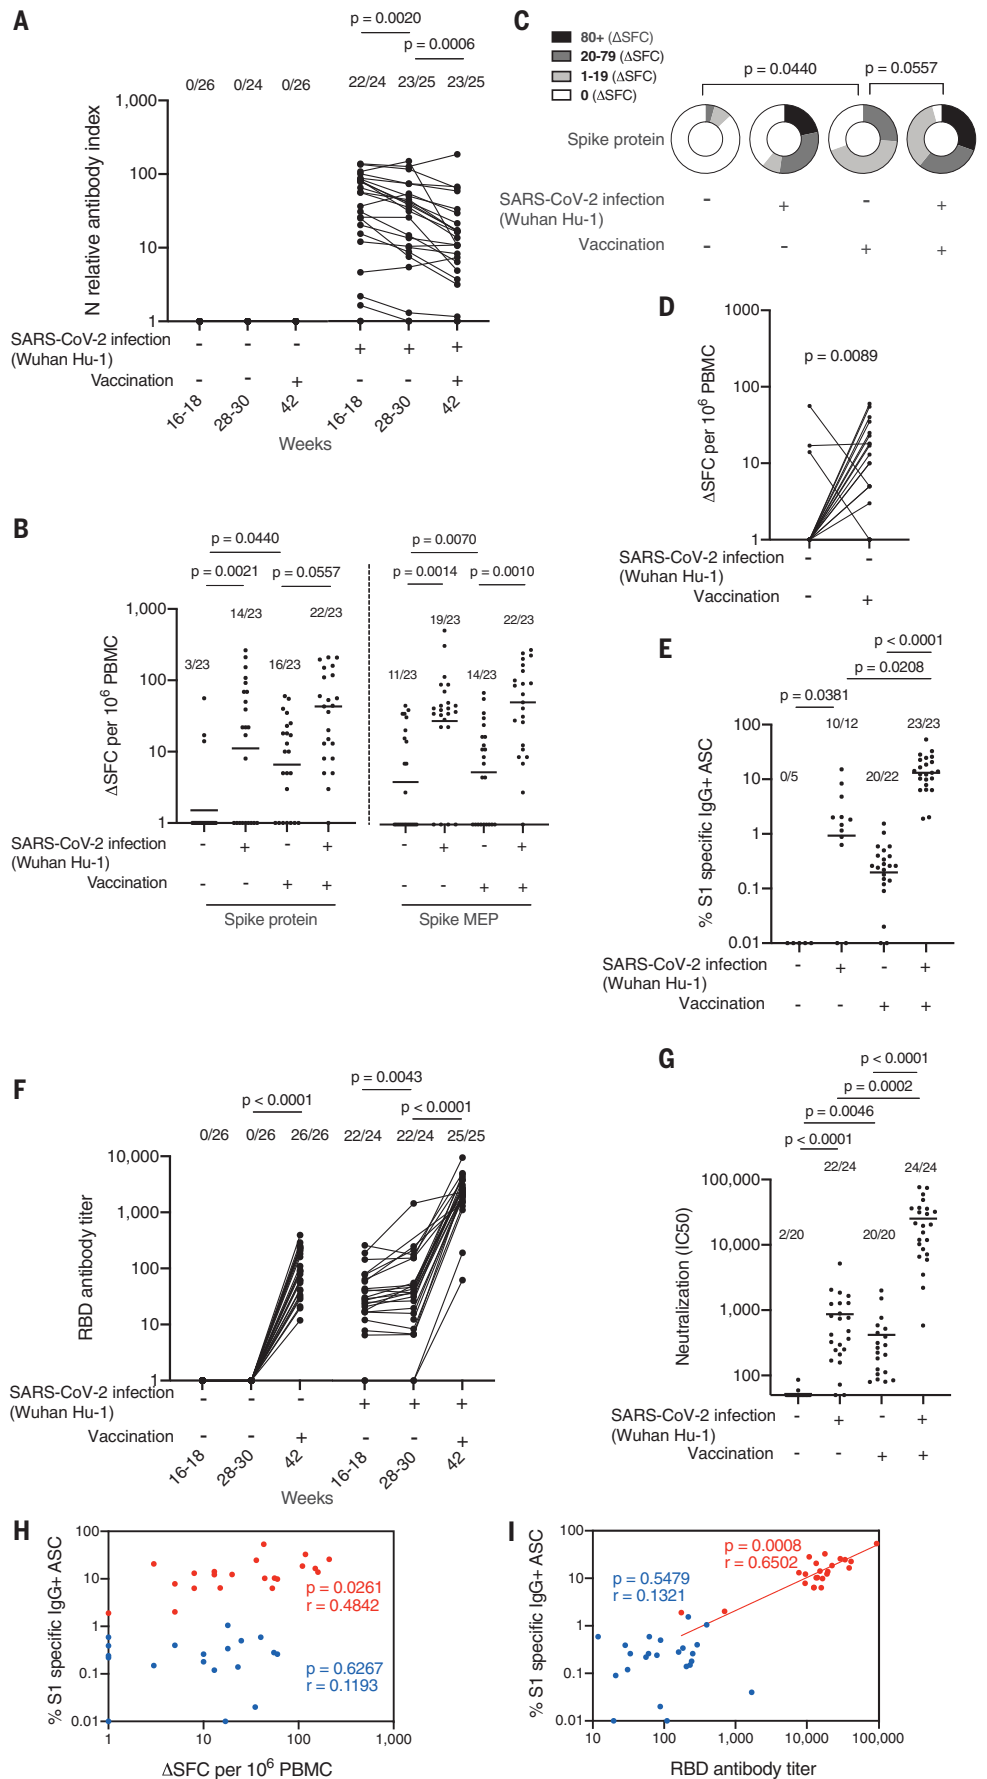 A
p = 0.0020
p = 0.0006
0/26 0/24 0/26 22/24 23/25 23/25
1,000
100
10
1
N relative antibody index
SARS-CoV-2 infection
(Wuhan Hu-1)
- - - + + +
Vaccination
- - + - - +
16-18 28-30 42 16-18 28-30 42
Weeks
B
p = 0.0440
p = 0.0021 p = 0.0557
p = 0.0070
p = 0.0014 p = 0.0010
3/23 14/23 16/23 22/23
11/23 19/23 14/23 22/23
1,000
100
10
1
ΔSFC per 10⁶ PBMC
SARS-CoV-2 infection
(Wuhan Hu-1)
- + - + - + - +
Vaccination
- - + + - - + +
Spike protein Spike MEP
C
80+ (ΔSFC)
20-79 (ΔSFC)
1-19 (ΔSFC)
0 (ΔSFC)
p = 0.0440 p = 0.0557
Spike protein
SARS-CoV-2 infection
(Wuhan Hu-1)
- + - +
Vaccination
- - + +
D
1000
100
10
1
ΔSFC per 10⁶ PBMC
p = 0.0089
SARS-CoV-2 infection
(Wuhan Hu-1)
- -
Vaccination
- +
E
p < 0.0001
p = 0.0208
p = 0.0381
0/5 10/12 20/22 23/23
100
10
1
0.1
0.01
% S1 specific IgG+ ASC
SARS-CoV-2 infection
(Wuhan Hu-1)
- + - +
Vaccination
- - + +
F
p = 0.0043
p < 0.0001 p < 0.0001
0/26 0/26 26/26 22/24 22/24 25/25
10,000
1,000
100
10
1
RBD antibody titer
SARS-CoV-2 infection
(Wuhan Hu-1)
- - - + + +
Vaccination
- - + - - +
16-18 28-30 42 16-18 28-30 42
Weeks
G
p < 0.0001
p = 0.0002
p = 0.0046
p < 0.0001
2/20 22/24 20/20 24/24
100,000
10,000
1,000
100
Neutralization (IC50)
SARS-CoV-2 infection
(Wuhan Hu-1)
- + - +
Vaccination
- - + +
H
100
10
1
0.1
0.01
% S1 specific IgG+ ASC
p = 0.0261
r = 0.4842
p = 0.6267
r = 0.1193
1 10 100 1,000
ΔSFC per 10⁶ PBMC
I
100
10
1
0.1
0.01
% S1 specific IgG+ ASC
p = 0.0008
r = 0.6502
p = 0.5479
r = 0.1321
10 100 1,000 10,000 100,000
RBD antibody titer